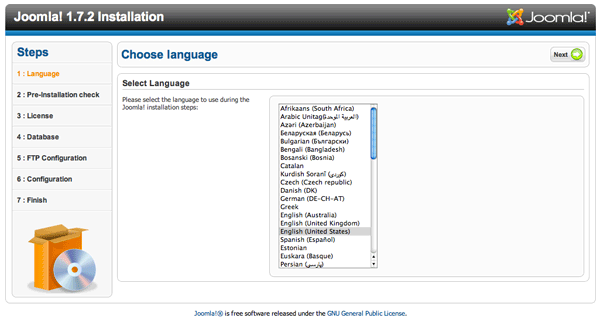 Joomla! 1.7.2 Installation
Joomla!
Steps
1 : Language
2 : Pre-Installation check
3 : License
4 : Database
5 : FTP Configuration
6 : Configuration
7 : Finish
Choose language
Next
Select Language
Please select the language to use during the
Joomla! installation steps:
Afrikaans (South Africa)
Arabic Unitag(العربية الموحدة)
Azəri (Azerbaijan)
Беларуская (Беларусь)
Bulgarian (Български)
Bengali (Bangladesh)
Bosanski (Bosnia)
Catalan
Kurdish Soranî (كوردى)
Czech (Czech republic)
Danish (DK)
German (DE-CH-AT)
Greek
English (Australia)
English (United Kingdom)
English (United States)
Spanish (Español)
Estonian
Euskara (Basque)
Persian (پارسی)
Joomla!® is free software released under the GNU General Public License.